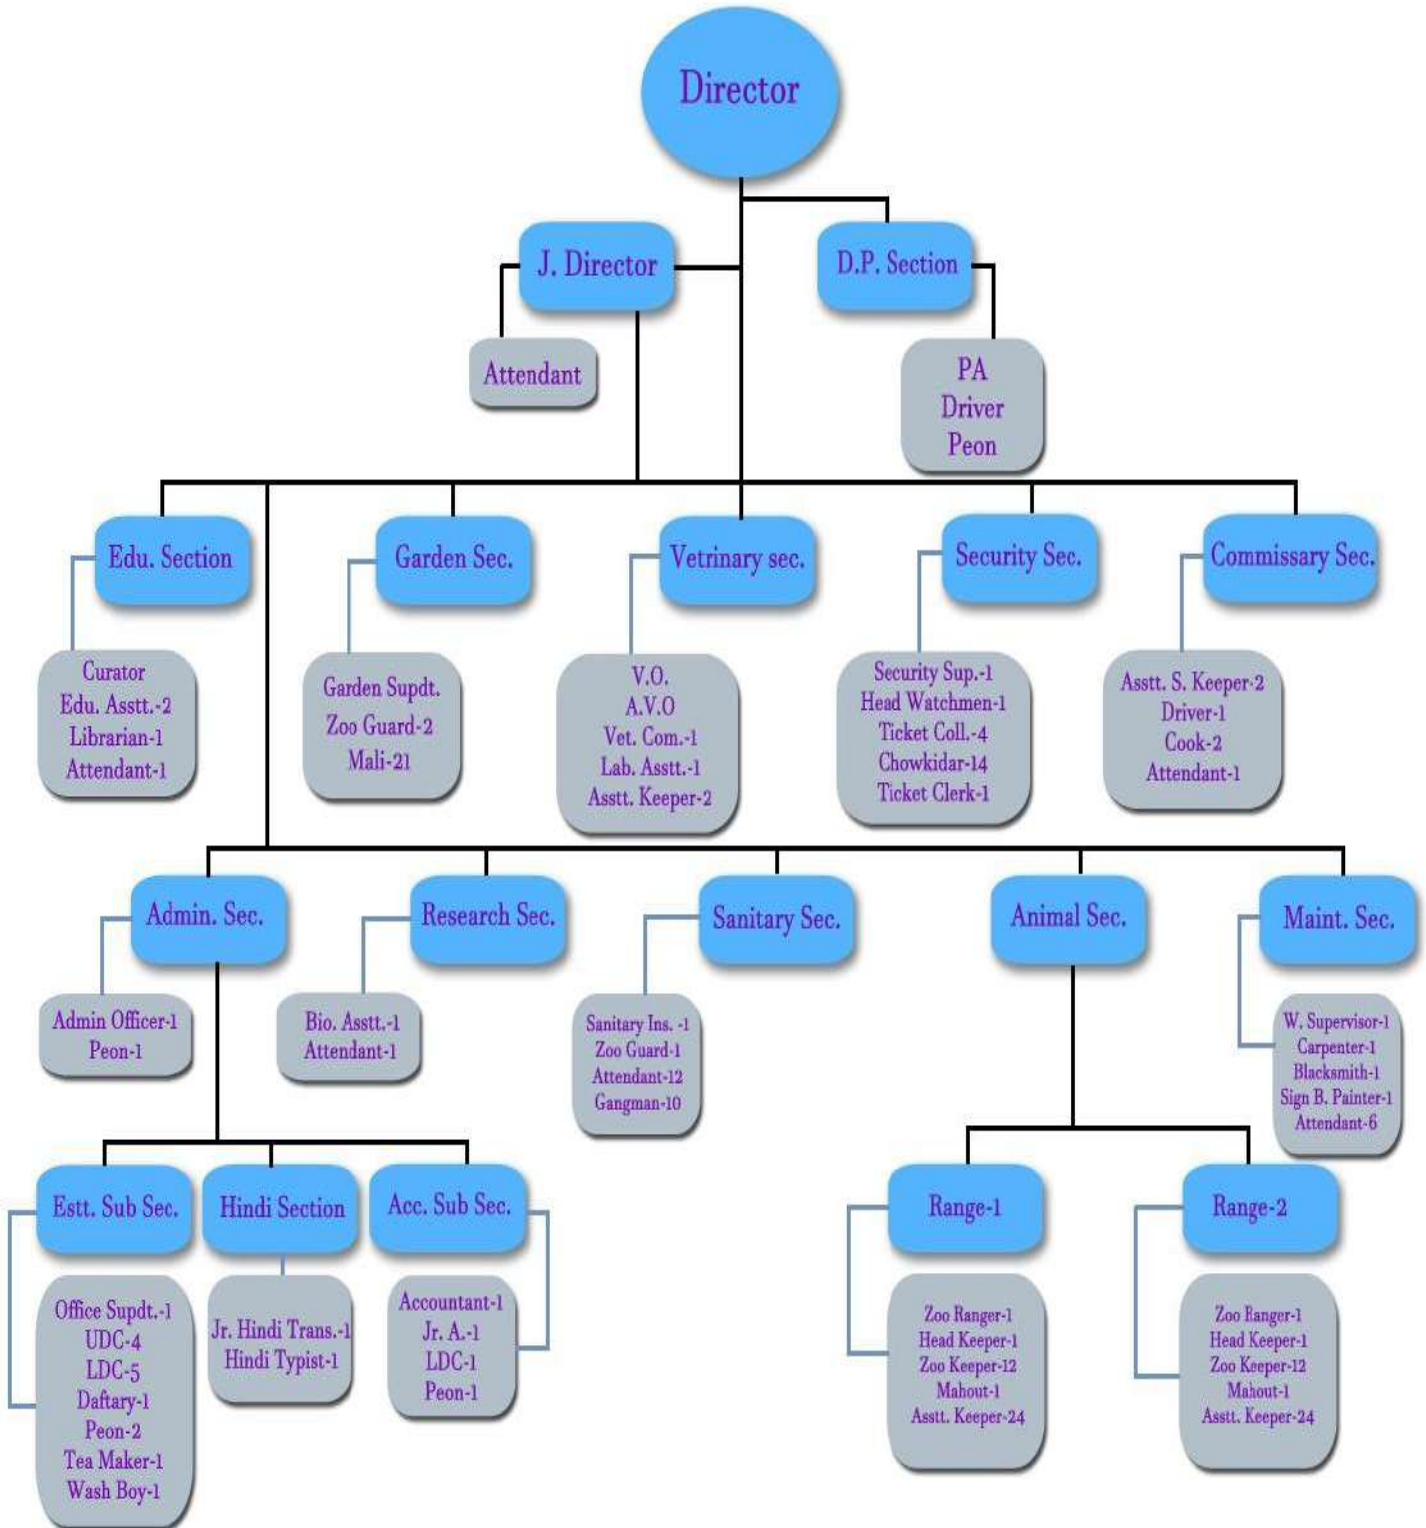 Director
J. Director
D.P. Section
Attendant
PA
Driver
Peon
Edu. Section
Garden Sec.
Vetrinary sec.
Security Sec.
Commissary Sec.
Curator
Edu. Asstt.-2
Librarian-1
Attendant-1
Garden Supdt.
Zoo Guard-2
Mali-21
V.O.
A.V.O
Vet. Com.-1
Lab. Asstt.-1
Asstt. Keeper-2
Security Sup.-1
Head Watchmen-1
Ticket Coll.-4
Chowkidar-14
Ticket Clerk-1
Asstt. S. Keeper-2
Driver-1
Cook-2
Attendant-1
Admin. Sec.
Research Sec.
Sanitary Sec.
Animal Sec.
Maint. Sec.
Admin Officer-1
Peon-1
Bio. Asstt.-1
Attendant-1
Sanitary Ins. -1
Zoo Guard-1
Attendant-12
Gangman-10
W. Supervisor-1
Carpenter-1
Blacksmith-1
Sign B. Painter-1
Attendant-6
Estt. Sub Sec.
Hindi Section
Acc. Sub Sec.
Range-1
Range-2
Office Supdt.-1
UDC-4
LDC-5
Daftary-1
Peon-2
Tea Maker-1
Wash Boy-1
Jr. Hindi Trans.-1
Hindi Typist-1
Accountant-1
Jr. A.-1
LDC-1
Peon-1
Zoo Ranger-1
Head Keeper-1
Zoo Keeper-12
Mahout-1
Asstt. Keeper-24
Zoo Ranger-1
Head Keeper-1
Zoo Keeper-12
Mahout-1
Asstt. Keeper-24